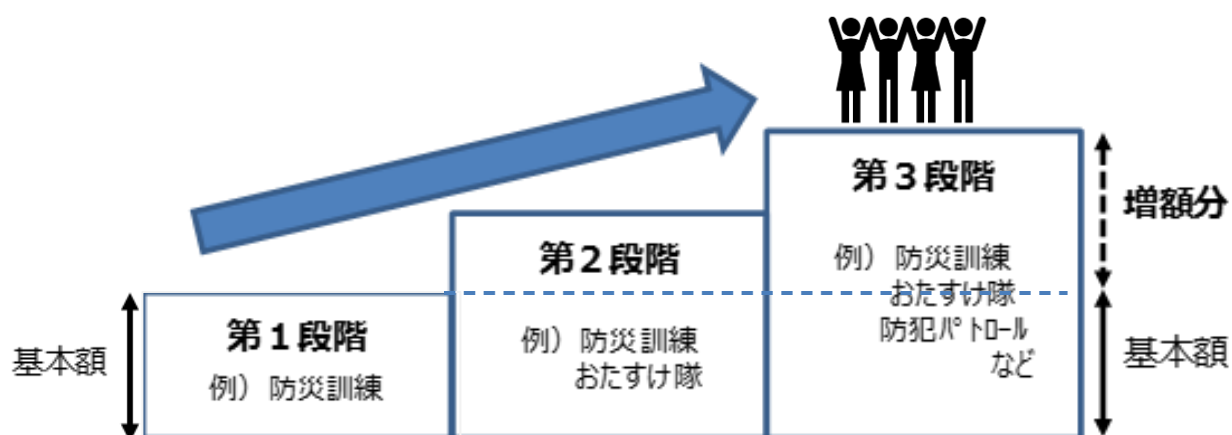 基本額
第１段階
例）防災訓練
第２段階
例）防災訓練
おたすけ隊
第３段階
例）防災訓練
おたすけ隊
防犯ﾊﾟﾄﾛｰﾙ
など
増額分
基本額